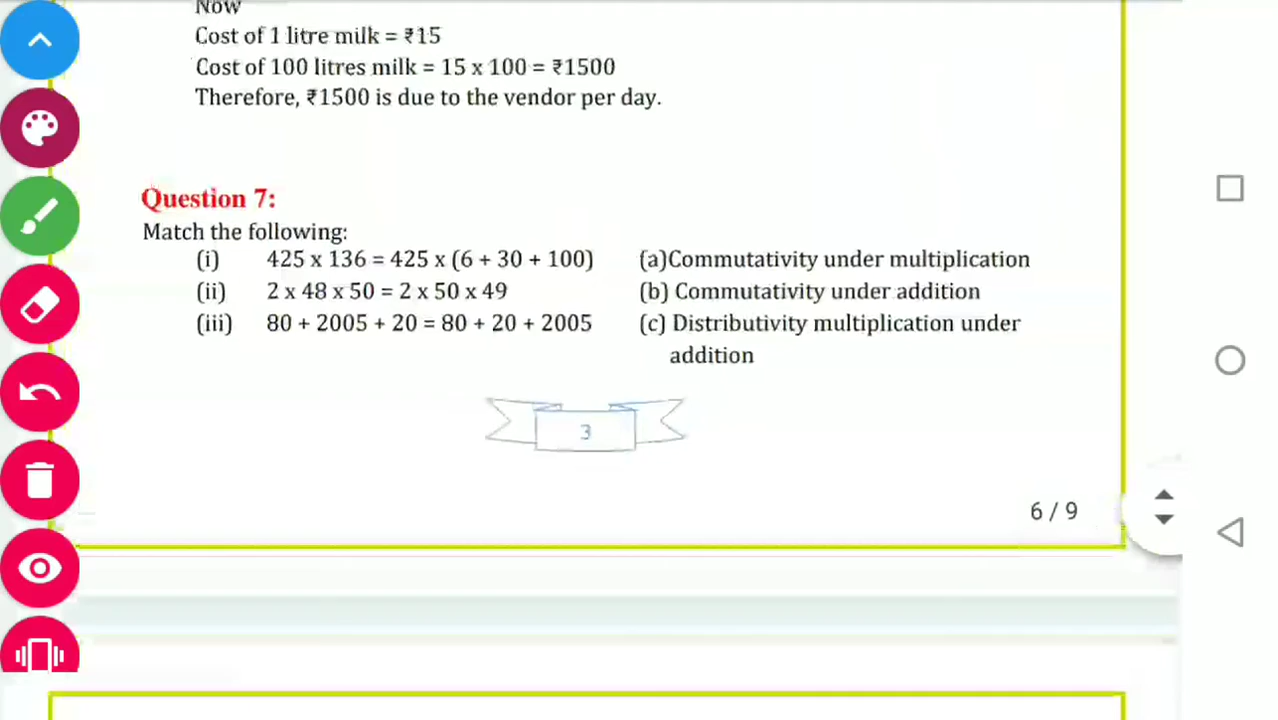 Now
Cost of 1 litre milk = ₹15
Cost of 100 litres milk = 15 x 100 = ₹1500
Therefore, ₹1500 is due to the vendor per day.
Question 7:
Match the following:
(i) 425 x 136 = 425 x (6 + 30 + 100) (a)Commutativity under multiplication
(ii) 2 x 48 x 50 = 2 x 50 x 49 (b) Commutativity under addition
(iii) 80 + 2005 + 20 = 80 + 20 + 2005 (c) Distributivity multiplication under
addition
3
6 / 9